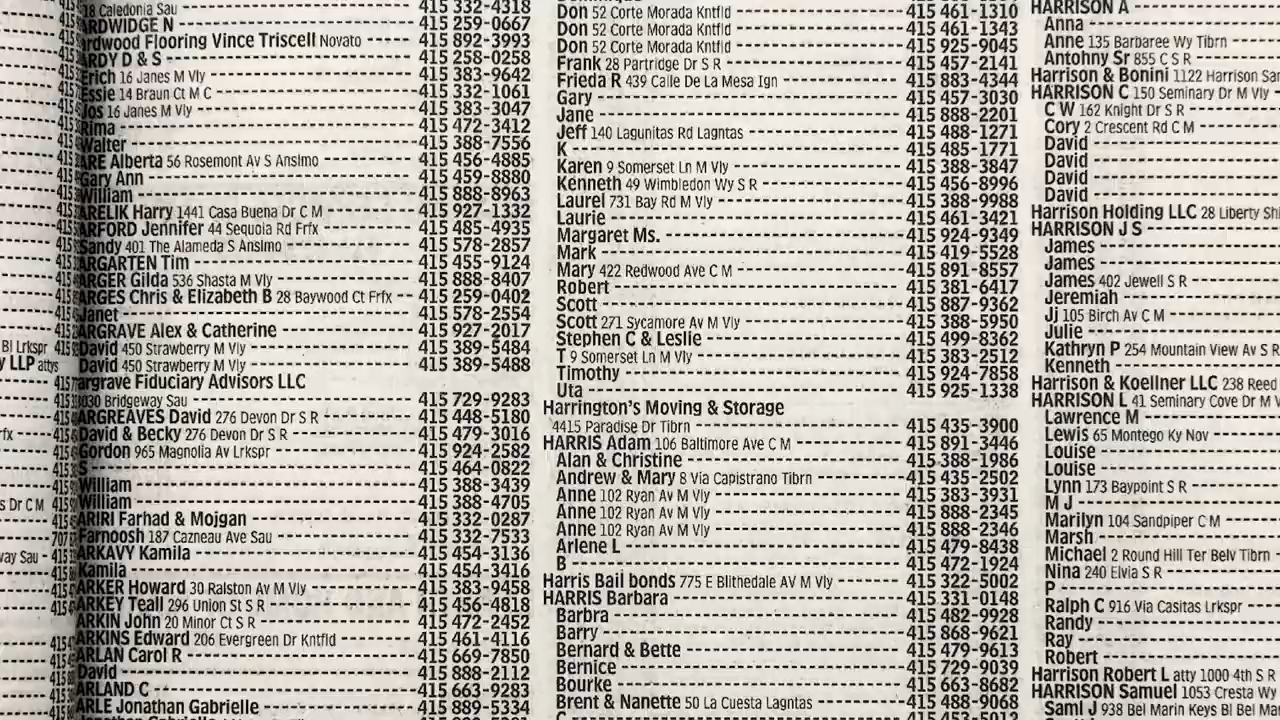 18 Caledonia Sau 415 332-4318
ARDWIDGE N 415 259-0667
ardwood Flooring Vince Triscell Novato 415 892-3993
ARDY D & S 415 258-0258
Erich 16 Janes M Vly 415 383-9642
Essie 14 Braun Ct M C 415 332-1061
Jos 16 Janes M Vly 415 383-3047
Rima 415 472-3412
Walter 415 388-7556
ARE Alberta 56 Rosemont Av S Anslmo 415 456-4885
Gary Ann 415 459-8880
William 415 888-8963
ARELIK Harry 1441 Casa Buena Dr C M 415 927-1332
ARFORD Jennifer 44 Sequoia Rd Frfx 415 485-4935
Sandy 401 The Alameda S Anslmo 415 578-2857
ARGARTEN Tim 415 455-9124
ARGER Gilda 536 Shasta M Vly 415 888-8407
ARGES Chris & Elizabeth B 28 Baywood Ct Frfx 415 259-0402
Janet 415 578-2554
ARGRAVE Alex & Catherine 415 927-2017
David 450 Strawberry M Vly 415 389-5484
David 450 Strawberry M Vly 415 389-5488
argrave Fiduciary Advisors LLC
030 Bridgeway Sau 415 729-9283
ARGREAVES David 276 Devon Dr S R 415 448-5180
David & Becky 276 Devon Dr S R 415 479-3016
Gordon 965 Magnolia Av Lrkspr 415 924-2582
S 415 464-0822
William 415 388-3439
William 415 388-4705
ARIRI Farhad & Mojgan 415 332-0287
Farnoosh 187 Cazneau Ave Sau 415 332-7533
ARKAVY Kamila 415 454-3136
Kamila 415 454-3416
ARKER Howard 30 Ralston Av M Vly 415 383-9458
ARKEY Teall 296 Union St S R 415 456-4818
ARKIN John 20 Minor Ct S R 415 472-2452
ARKINS Edward 206 Evergreen Dr Kntfld 415 461-4116
ARLAN Carol R 415 669-7850
David 415 888-2112
ARLAND C 415 663-9283
ARLE Jonathan Gabrielle 415 889-5334
Don 52 Corte Morada Kntfld 415 461-1310
Don 52 Corte Morada Kntfld 415 461-1343
Don 52 Corte Morada Kntfld 415 925-9045
Frank 28 Partridge Dr S R 415 457-2141
Frieda R 439 Calle De La Mesa Ign 415 883-4344
Gary 415 457-3030
Jane 415 888-2201
Jeff 140 Lagunitas Rd Lagntas 415 488-1271
K 415 485-1771
Karen 9 Somerset Ln M Vly 415 388-3847
Kenneth 49 Wimbledon Wy S R 415 456-8996
Laurel 731 Bay Rd M Vly 415 388-9988
Laurie 415 461-3421
Margaret Ms. 415 924-9349
Mark 415 419-5528
Mary 422 Redwood Ave C M 415 891-8557
Robert 415 381-6417
Scott 415 887-9362
Scott 271 Sycamore Av M Vly 415 388-5950
Stephen C & Leslie 415 499-8362
T 9 Somerset Ln M Vly 415 383-2512
Timothy 415 924-7858
Uta 415 925-1338
Harrington's Moving & Storage
4415 Paradise Dr Tibrn 415 435-3900
HARRIS Adam 106 Baltimore Ave C M 415 891-3446
Alan & Christine 415 388-1986
Andrew & Mary 8 Via Capistrano Tibrn 415 435-2502
Anne 102 Ryan Av M Vly 415 383-3931
Anne 102 Ryan Av M Vly 415 888-2345
Anne 102 Ryan Av M Vly 415 888-2346
Arlene L 415 479-8438
B 415 472-1924
Harris Bail bonds 775 E Blithedale AV M Vly 415 322-5002
HARRIS Barbara 415 331-0148
Barbra 415 482-9928
Barry 415 868-9621
Bernard & Bette 415 479-9613
Bernice 415 729-9039
Bourke 415 663-8682
Brent & Nanette 50 La Cuesta Lagntas 415 488-9068
HARRISON A
Anna
Anne 135 Barbaree Wy Tibrn
Antohny Sr 855 C S R
Harrison & Bonini 1122 Harrison San
HARRISON C 150 Seminary Dr M Vly
C W 162 Knight Dr S R
Cory 2 Crescent Rd C M
David
David
David
David
Harrison Holding LLC 28 Liberty
HARRISON J S
James
James
James 402 Jewell S R
Jeremiah
Ji 105 Birch Av C M
Julie
Kathryn P 254 Mountain View Av S R
Kenneth
Harrison & Koellner LLC 238 Reed
HARRISON L 41 Seminary Cove Dr M
Lawrence M
Lewis 65 Montego Ky Nov
Louise
Louise
Lynn 173 Baypoint S R
M J
Marilyn 104 Sandpiper C M
Marsh
Michael 2 Round Hill Ter Belv Tibrn
Nina 240 Elvia S R
P
Ralph C 916 Via Casitas Lrkspr
Randy
Ray
Robert
Harrison Robert L atty 1000 4th S R
HARRISON Samuel 1053 Cresta Wy
Sami J 938 Bel Marin Keys Bl Bel Ma